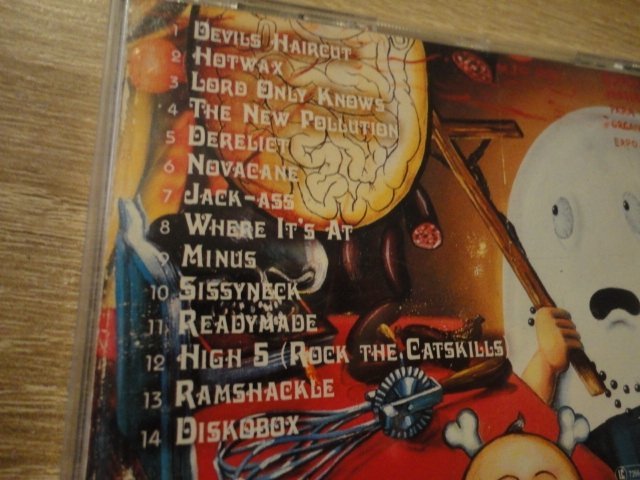 1 Devils Haircut
2 Hotwax
3 Lord Only Knows
4 The New Pollution
5 Derelict
6 Novacane
7 Jack-ass
8 Where It's At
9 Minus
10 Sissyneck
11 Readymade
12 High 5 (Rock the Catskills)
13 Ramshackle
14 Diskobox